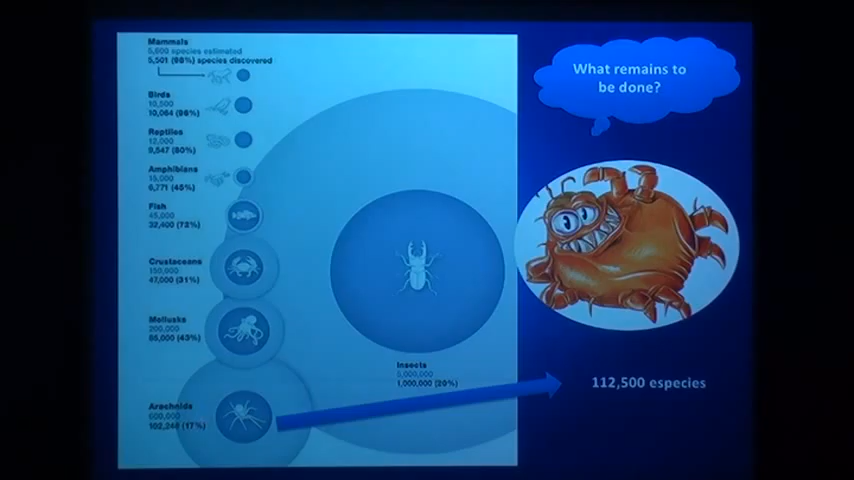 Mammals
5,600 species estimated
5,501 (98%) species discovered
Birds
10,500
10,064 (96%)
Reptiles
12,000
9,547 (80%)
Amphibians
15,000
6,771 (45%)
Fish
45,000
32,400 (72%)
Crustaceans
150,000
47,000 (31%)
Mollusks
200,000
85,000 (43%)
Arachnids
600,000
102,248 (17%)
Insects
5,000,000
1,000,000 (20%)
What remains to
be done?
112,500 especies